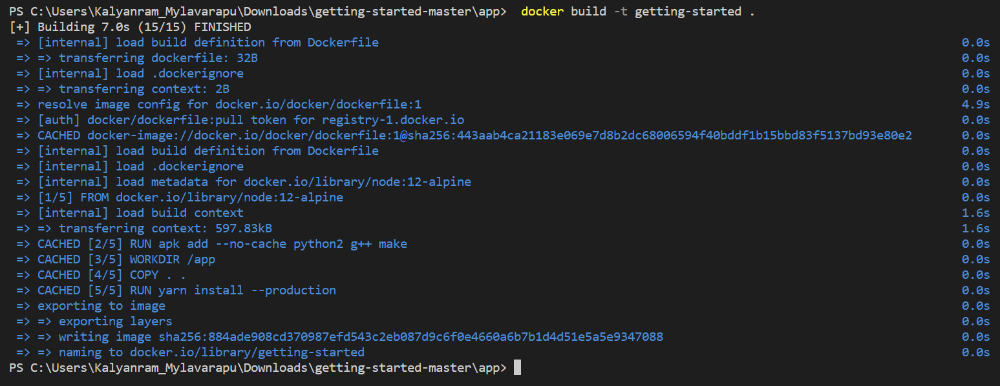 PS C:\Users\Kalyanram_Mylavarapu\Downloads\getting-started-master\app>  docker build -t getting-started .
[+] Building 7.0s (15/15) FINISHED
=> [internal] load build definition from Dockerfile 0.0s
=> => transferring dockerfile: 32B 0.0s
=> [internal] load .dockerignore 0.0s
=> => transferring context: 2B 0.0s
=> resolve image config for docker.io/docker/dockerfile:1 4.9s
=> [auth] docker/dockerfile:pull token for registry-1.docker.io 0.0s
=> CACHED docker-image://docker.io/docker/dockerfile:1@sha256:443aab4ca21183e069e7d8b2dc68006594f40bddf1b15bbd83f5137bd93e80e2 0.0s
=> [internal] load build definition from Dockerfile 0.0s
=> [internal] load .dockerignore 0.0s
=> [internal] load metadata for docker.io/library/node:12-alpine 0.0s
=> [1/5] FROM docker.io/library/node:12-alpine 0.0s
=> [internal] load build context 1.6s
=> => transferring context: 597.83kB 1.6s
=> CACHED [2/5] RUN apk add --no-cache python2 g++ make 0.0s
=> CACHED [3/5] WORKDIR /app 0.0s
=> CACHED [4/5] COPY . . 0.0s
=> CACHED [5/5] RUN yarn install --production 0.0s
=> exporting to image 0.0s
=> => exporting layers 0.0s
=> => writing image sha256:884ade908cd370987efd543c2eb087d9c6f0e4660a6b7b1d4d51e5a5e9347088 0.0s
=> => naming to docker.io/library/getting-started 0.0s
PS C:\Users\Kalyanram_Mylavarapu\Downloads\getting-started-master\app>